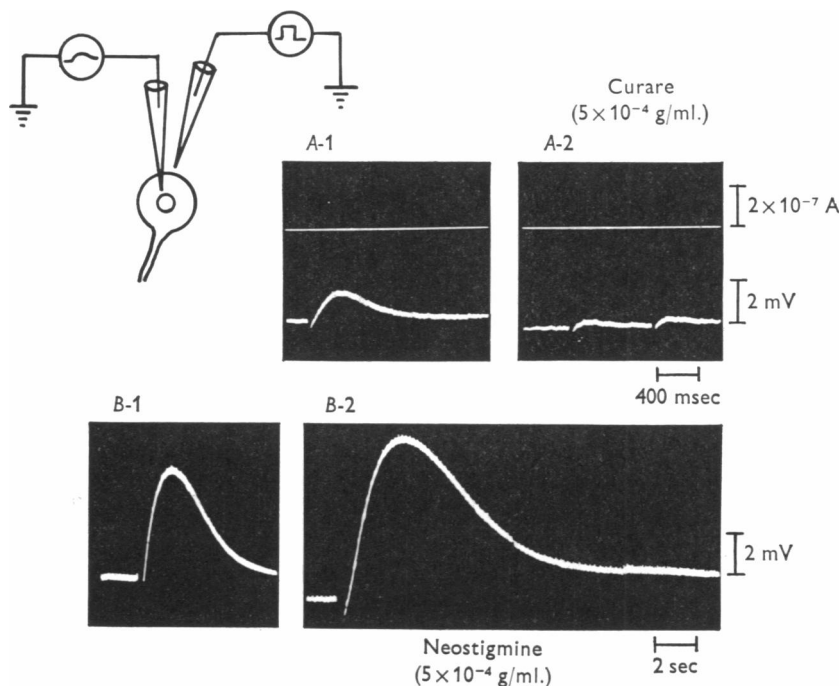 Curare
(5×10⁻⁴ g/ml.)
A-1
A-2
2×10⁻⁷ A
2 mV
400 msec
B-1
B-2
2 mV
Neostigmine
(5×10⁻⁴ g/ml.)
2 sec